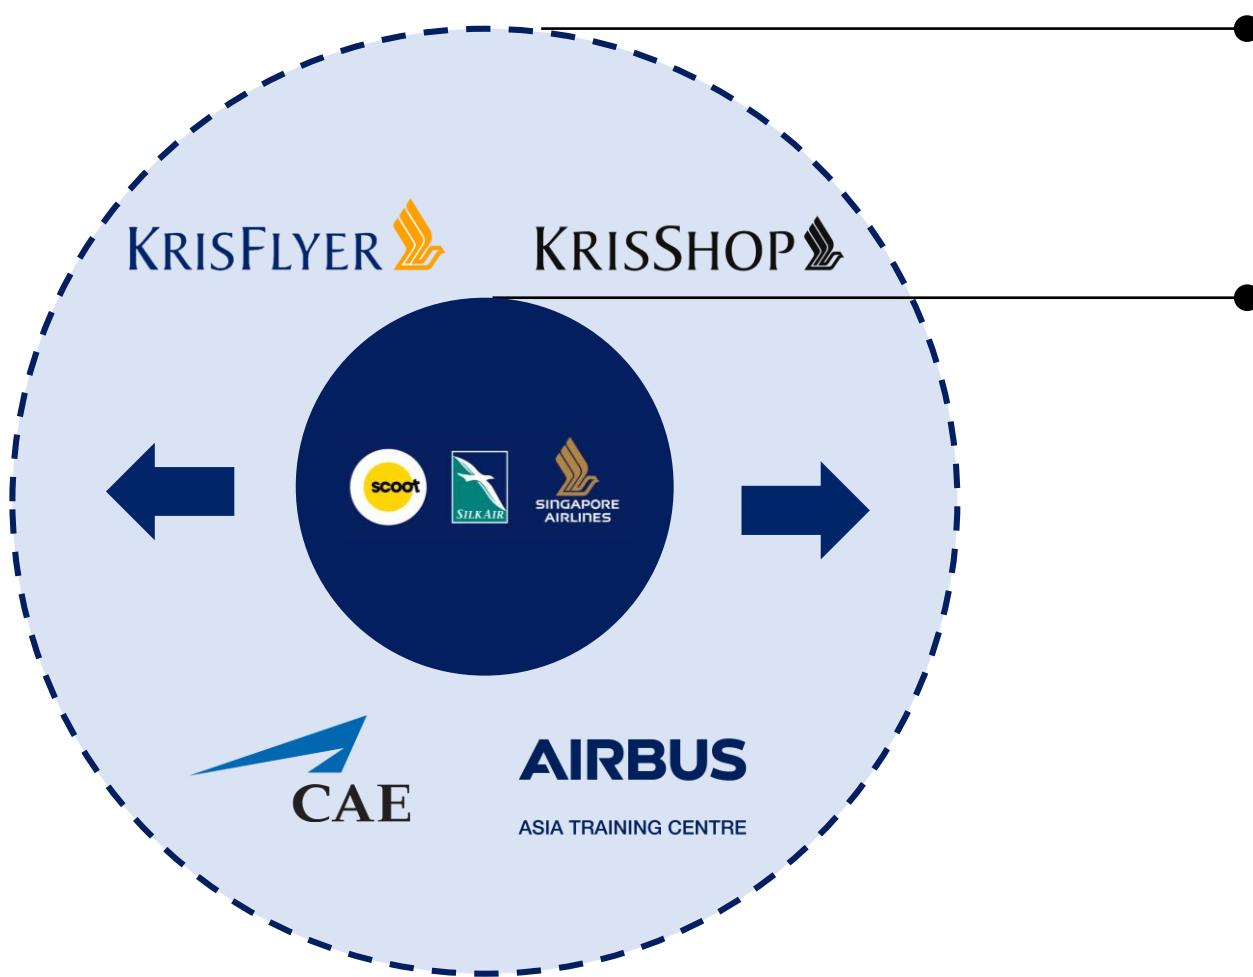 KRISFLYER
KRISSHOP
scoot
SILKAIR
SINGAPORE
AIRLINES
CAE
AIRBUS
ASIA TRAINING CENTRE